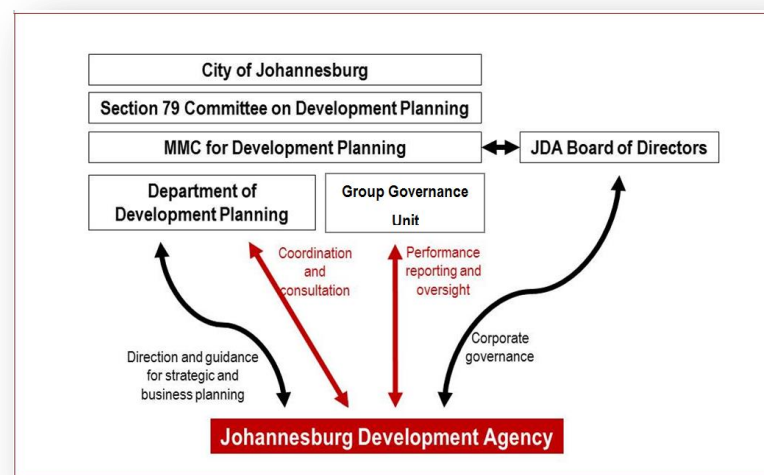 City of Johannesburg
Section 79 Committee on Development Planning
MMC for Development Planning
JDA Board of Directors
Department of
Development Planning
Group Governance
Unit
Coordination
and
consultation
Performance
reporting and
oversight
Direction and guidance
for strategic and
business planning
Corporate
governance
Johannesburg Development Agency